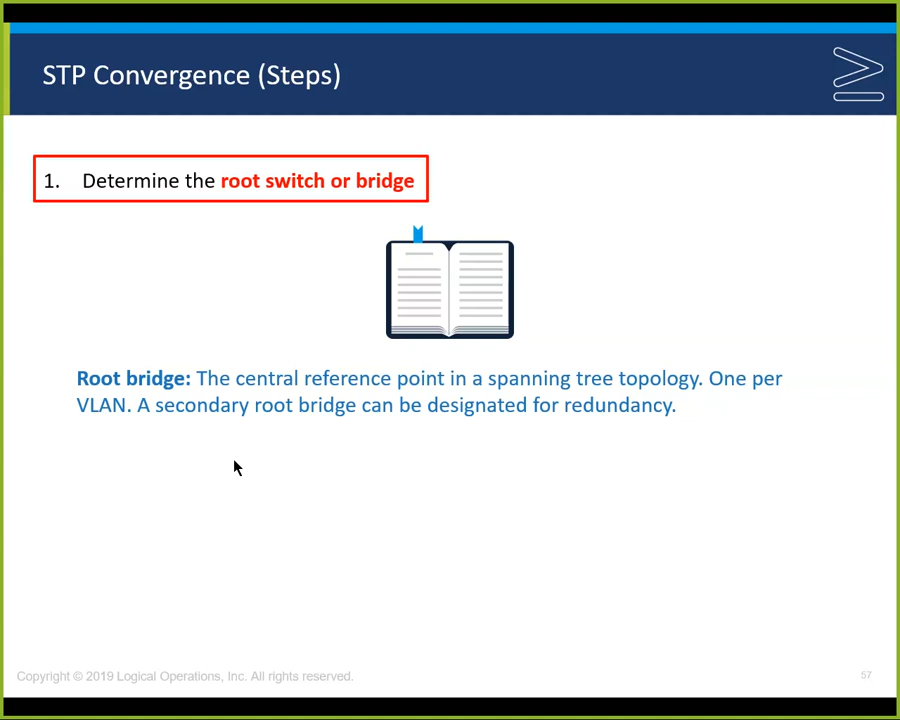 STP Convergence (Steps)
1. Determine the root switch or bridge
Root bridge: The central reference point in a spanning tree topology. One per
VLAN. A secondary root bridge can be designated for redundancy.
Copyright © 2019 Logical Operations, Inc. All rights reserved.
57